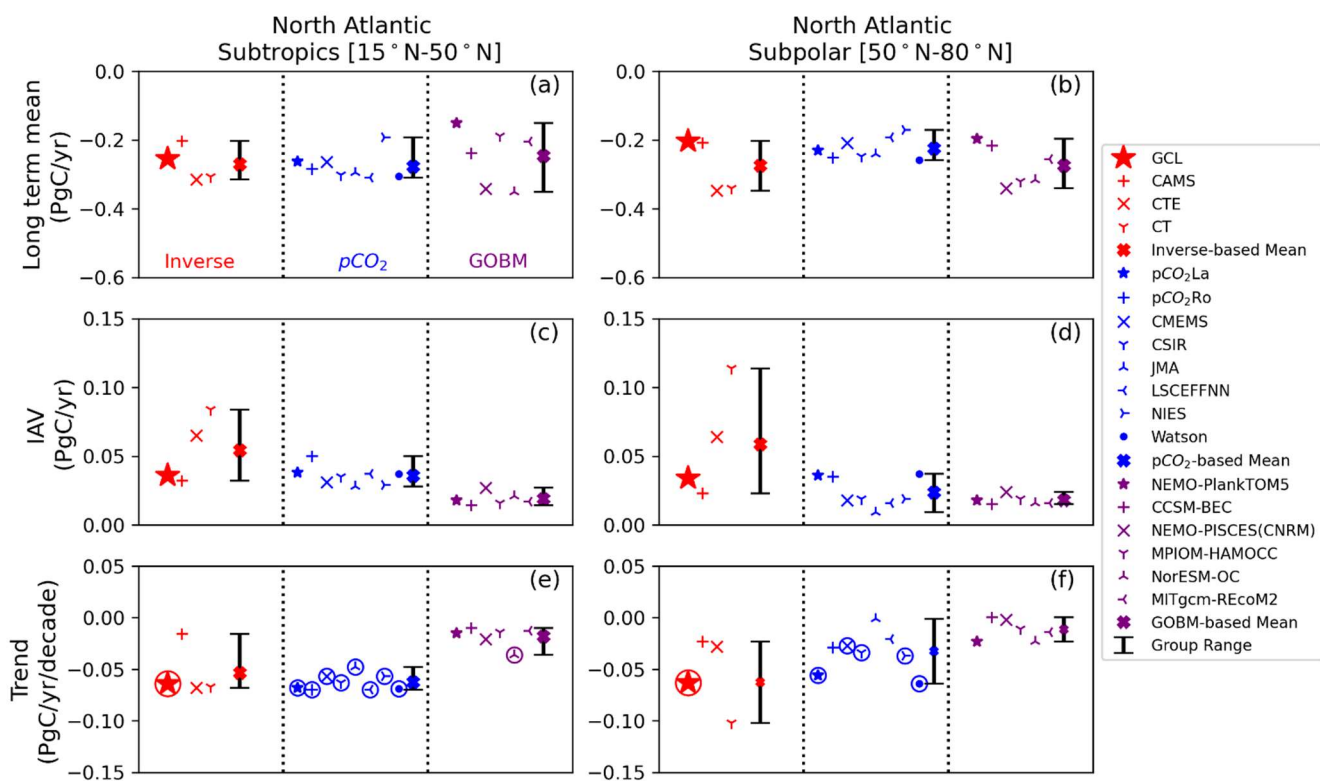 North Atlantic
Subtropics [15°N-50°N]
North Atlantic
Subpolar [50°N-80°N]
Long term mean
(PgC/yr)
0.0
−0.2
−0.4
−0.6
(a)
Inverse
pCO2
GOBM
0.0
−0.2
−0.4
−0.6
(b)
IAV
(PgC/yr)
0.15
0.10
0.05
0.00
(c)
0.15
0.10
0.05
0.00
(d)
Trend
(PgC/yr/decade)
0.05
0.00
−0.05
−0.10
−0.15
(e)
0.05
0.00
−0.05
−0.10
−0.15
(f)
GCL
CAMS
CTE
CT
Inverse-based Mean
pCO2La
pCO2Ro
CMEMS
CSIR
JMA
LSCEFFNN
NIES
Watson
pCO2-based Mean
NEMO-PlankTOM5
CCSM-BEC
NEMO-PISCES(CNRM)
MPIOM-HAMOCC
NorESM-OC
MITgcm-REcoM2
GOBM-based Mean
Group Range